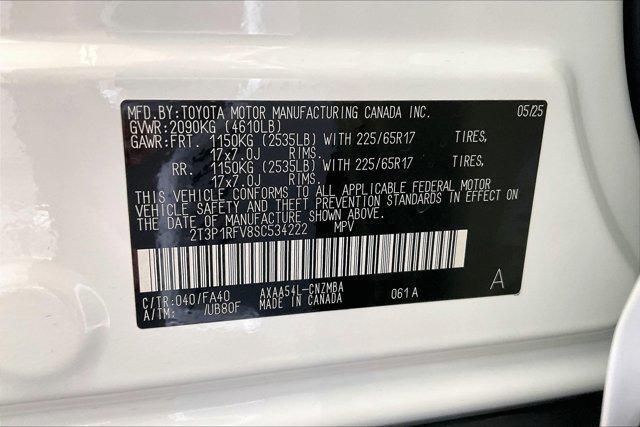 MFD.BY:TOYOTA MOTOR MANUFACTURING CANADA INC. 05/25
GVWR:2090KG (4610LB)
GAWR:FRT. 1150KG (2535LB) WITH 225/65R17 TIRES,
17x7.0J RIMS.
RR. 1150KG (2535LB) WITH 225/65R17 TIRES,
17x7.0J RIMS.
THIS VEHICLE CONFORMS TO ALL APPLICABLE FEDERAL MOTOR
VEHICLE SAFETY AND THEFT PREVENTION STANDARDS IN EFFECT ON
THE DATE OF MANUFACTURE SHOWN ABOVE.
2T3P1RFV8SC534222 MPV
C/TR:040/FA40 AXAA54L-CNZMBA 061A A
A/TM: /UB80F MADE IN CANADA